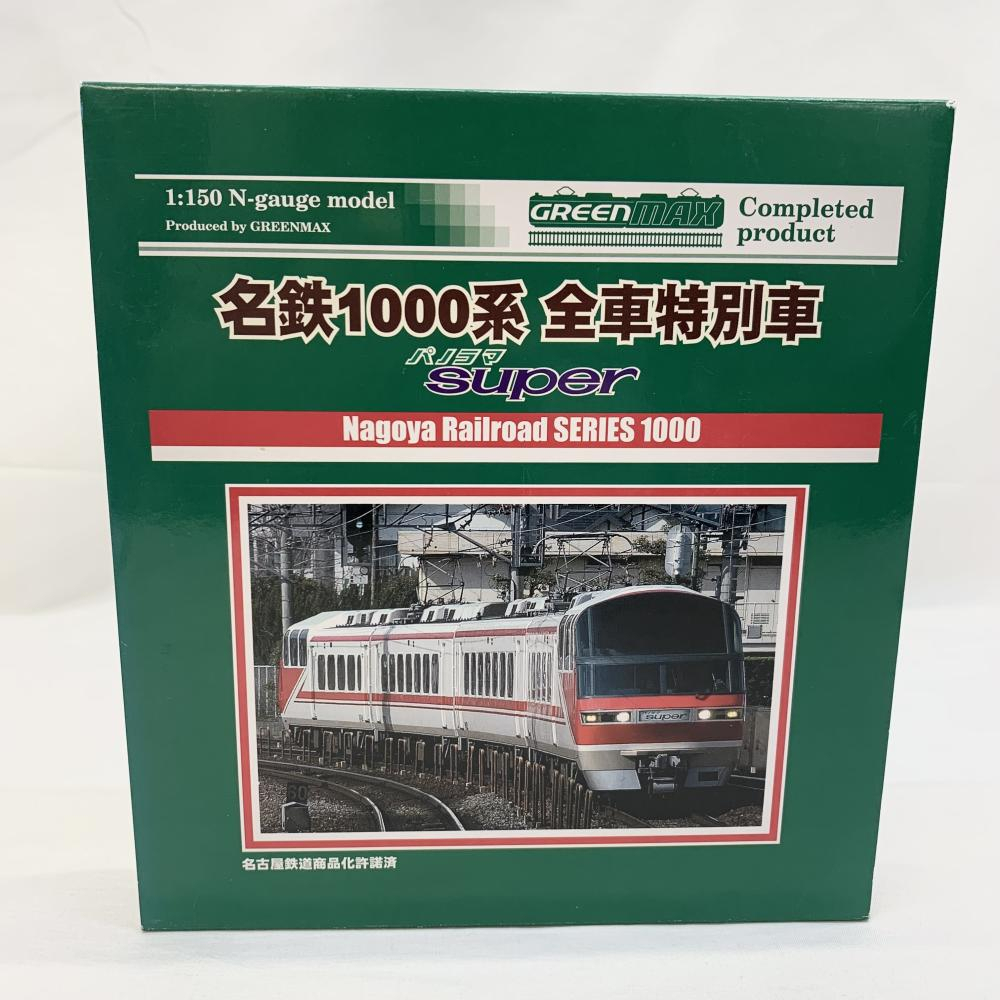 1:150 N-gauge model
Produced by GREENMAX
GREENMAX
Completed
product
名鉄1000系 全車特別車
パノラマ
super
Nagoya Railroad SERIES 1000
super
60
名古屋鉄道商品化許諾済